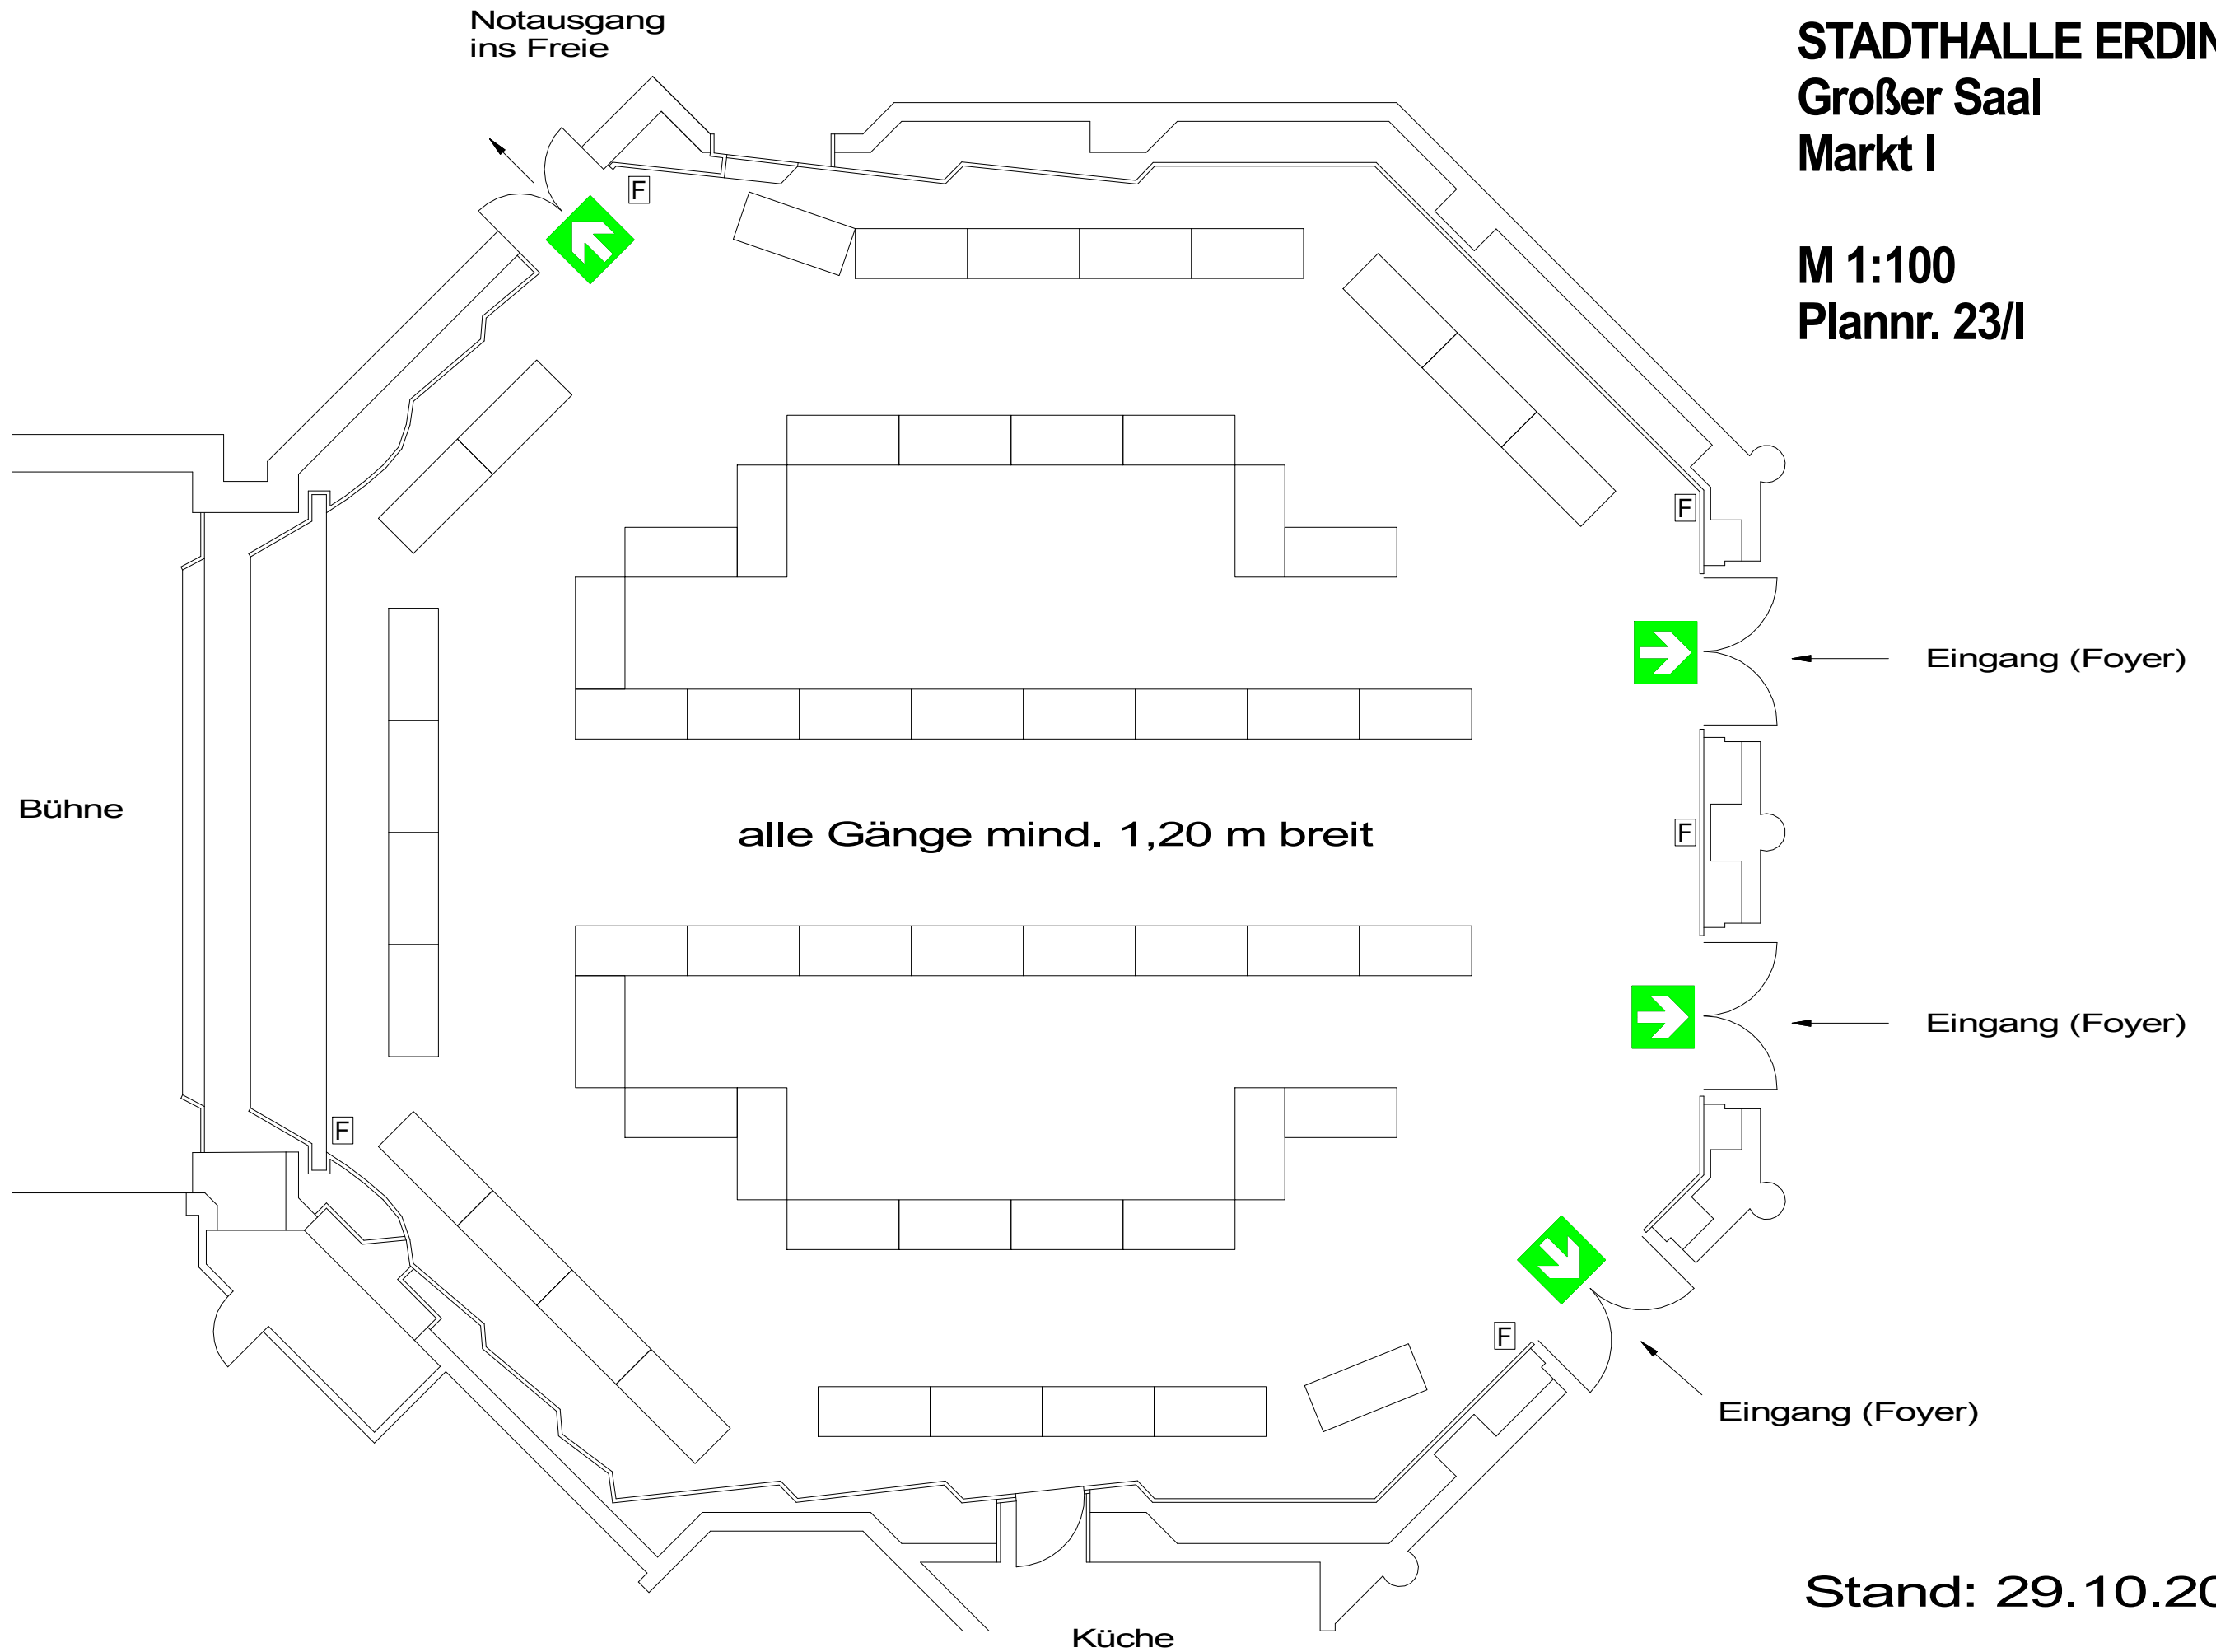 Notausgang
ins Freie
STADTHALLE ERDIN
Großer Saal
Markt I
M 1:100
Plannr. 23/I
F
F
Eingang (Foyer)
Bühne
alle Gänge mind. 1,20 m breit
F
Eingang (Foyer)
F
F
Eingang (Foyer)
Stand: 29.10.20
Küche